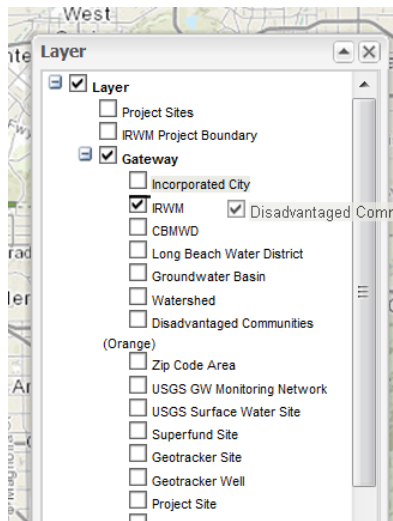 West
Layer
Layer
Project Sites
IRWM Project Boundary
Gateway
Incorporated City
IRWM
Disadvantaged Comm
CBMWD
Long Beach Water District
Groundwater Basin
Watershed
Disadvantaged Communities
(Orange)
Zip Code Area
USGS GW Monitoring Network
USGS Surface Water Site
Superfund Site
Geotracker Site
Geotracker Well
Project Site